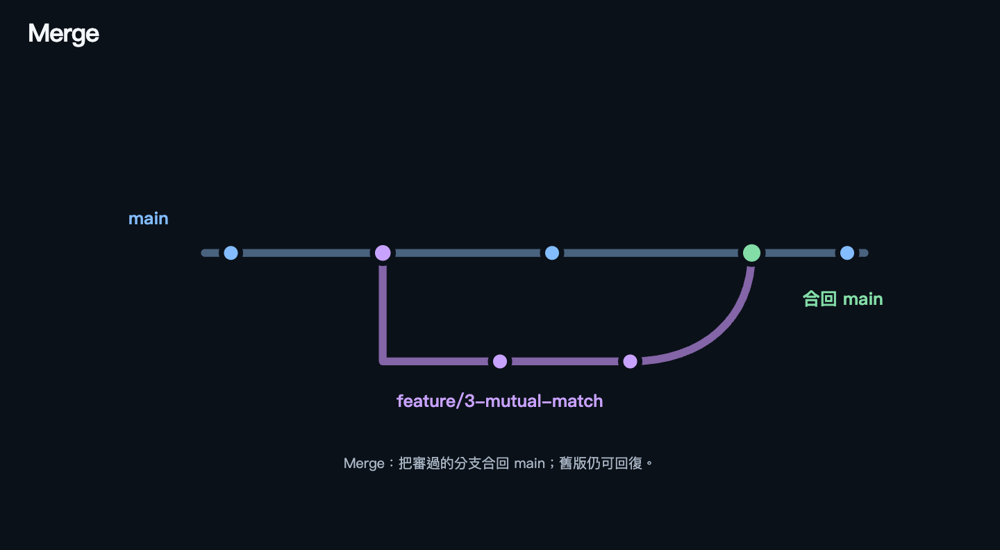 Merge
main
合回 main
feature/3-mutual-match
Merge：把審過的分支合回 main；舊版仍可回復。